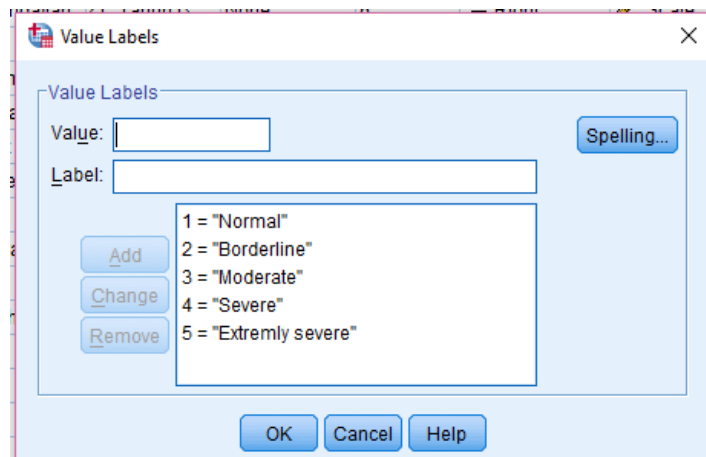 Value Labels
Value Labels
Value:
Spelling...
Label:
1 = "Normal"
2 = "Borderline"
3 = "Moderate"
4 = "Severe"
5 = "Extremly severe"
Add
Change
Remove
OK Cancel Help